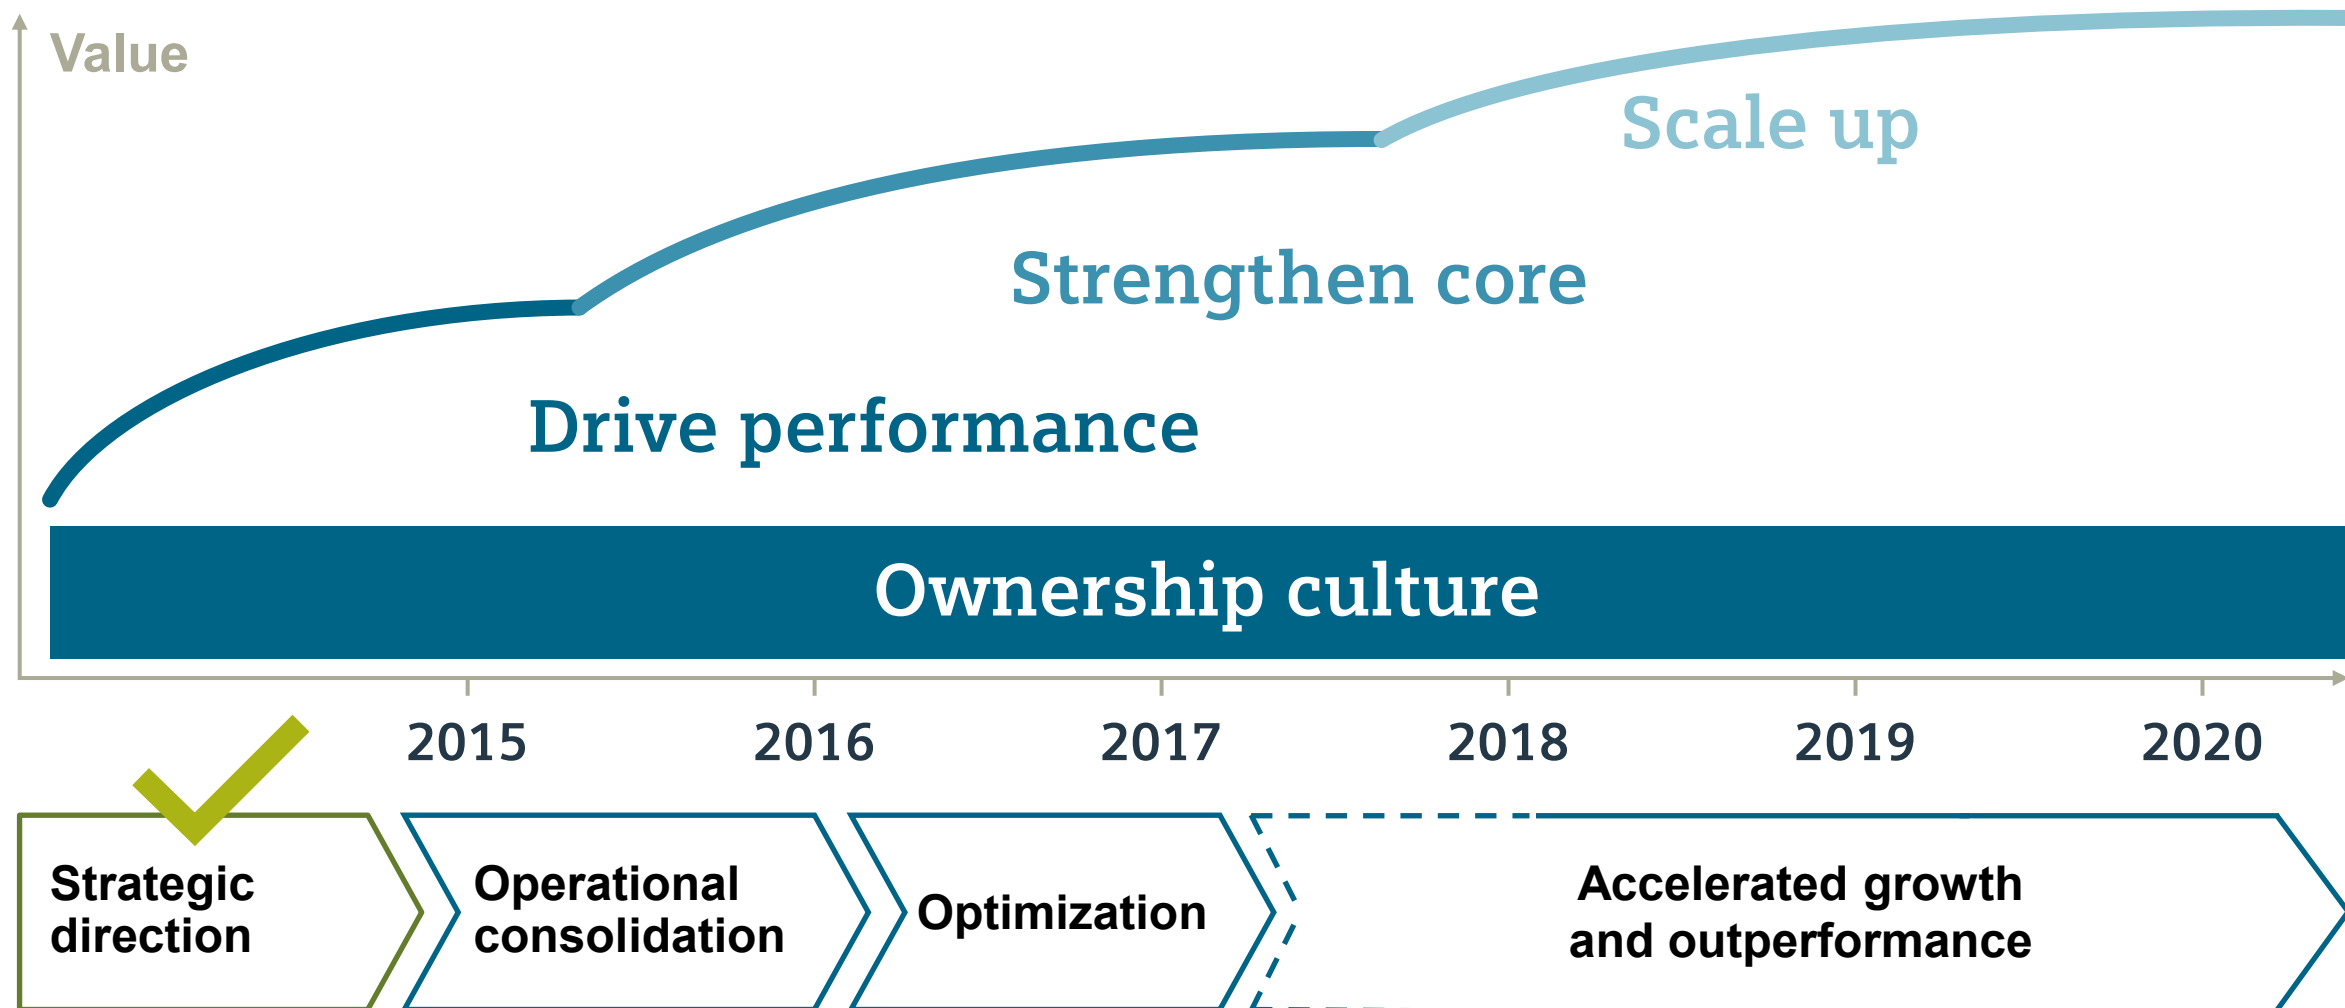 Value
Scale up
Strengthen core
Drive performance
Ownership culture
2015 2016 2017 2018 2019 2020
Strategic
direction
Operational
consolidation
Optimization
Accelerated growth
and outperformance